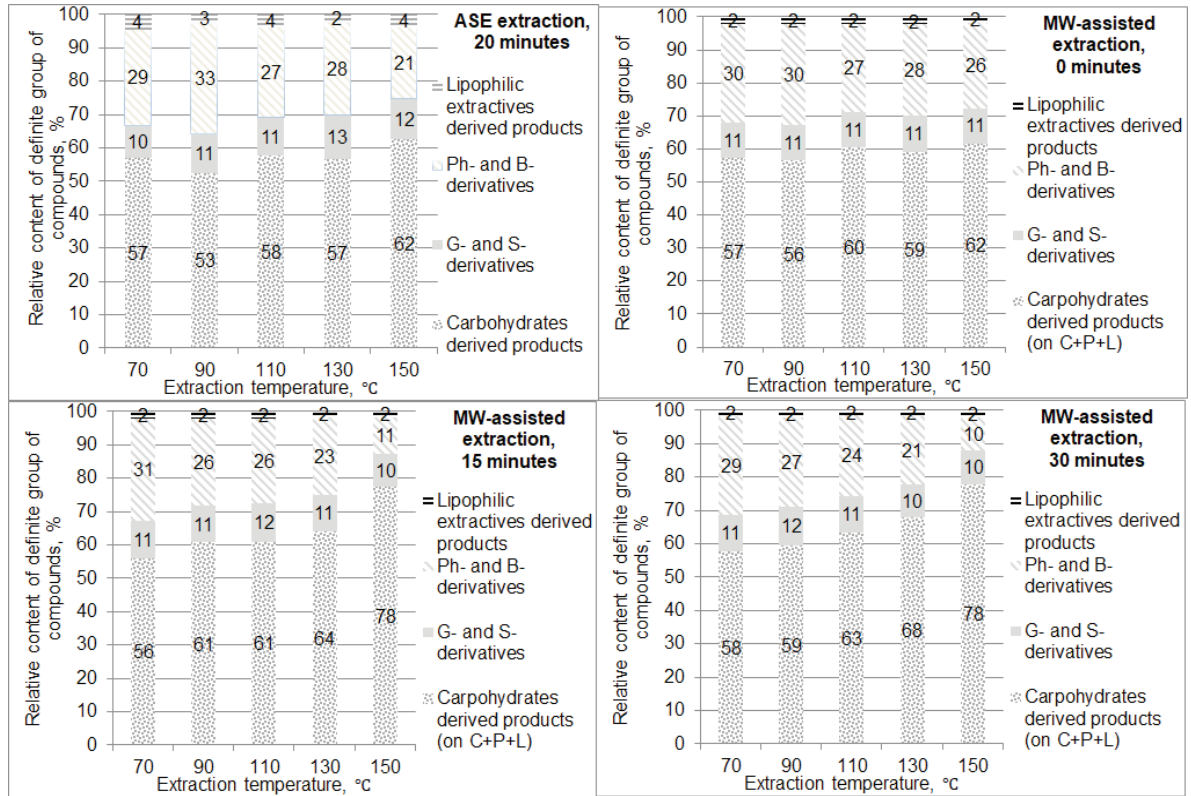 ASE extraction,
20 minutes
Relative content of definite group of
compounds, %
100
90
80
70
60
50
40
30
20
10
0
4 3 4 2 4
29 33 27 28 21
10 11 11 13 12
57 53 58 57 62
70 90 110 130 150
Extraction temperature, °C
Lipophilic
extractives
derived products
Ph- and B-
derivatives
G- and S-
derivatives
Carbohydrates
derived products
MW-assisted
extraction,
0 minutes
Relative content of definite group of
compounds, %
100
90
80
70
60
50
40
30
20
10
0
2 2 2 2 2
30 30 27 28 26
11 11 11 11 11
57 56 60 59 62
70 90 110 130 150
Extraction temperature, °C
Lipophilic
extractives derived
products
Ph- and B-
derivatives
G- and S-
derivatives
Carpohydrates
derived products
(on C+P+L)
MW-assisted
extraction,
15 minutes
Relative content of definite group of
compounds, %
100
90
80
70
60
50
40
30
20
10
0
2 2 2 2 2
31 26 26 23 11
11 11 12 11 10
56 61 61 64 78
70 90 110 130 150
Extraction temperature, °C
Lipophilic
extractives derived
products
Ph- and B-
derivatives
G- and S-
derivatives
Carpohydrates
derived products
(on C+P+L)
MW-assisted
extraction,
30 minutes
Relative content of definite group of
compounds, %
100
90
80
70
60
50
40
30
20
10
0
2 2 2 2 2
29 27 24 21 10
11 12 11 10 10
58 59 63 68 78
70 90 110 130 150
Extraction temperature, °C
Lipophilic
extractives derived
products
Ph- and B-
derivatives
G- and S-
derivatives
Carpohydrates
derived products
(on C+P+L)